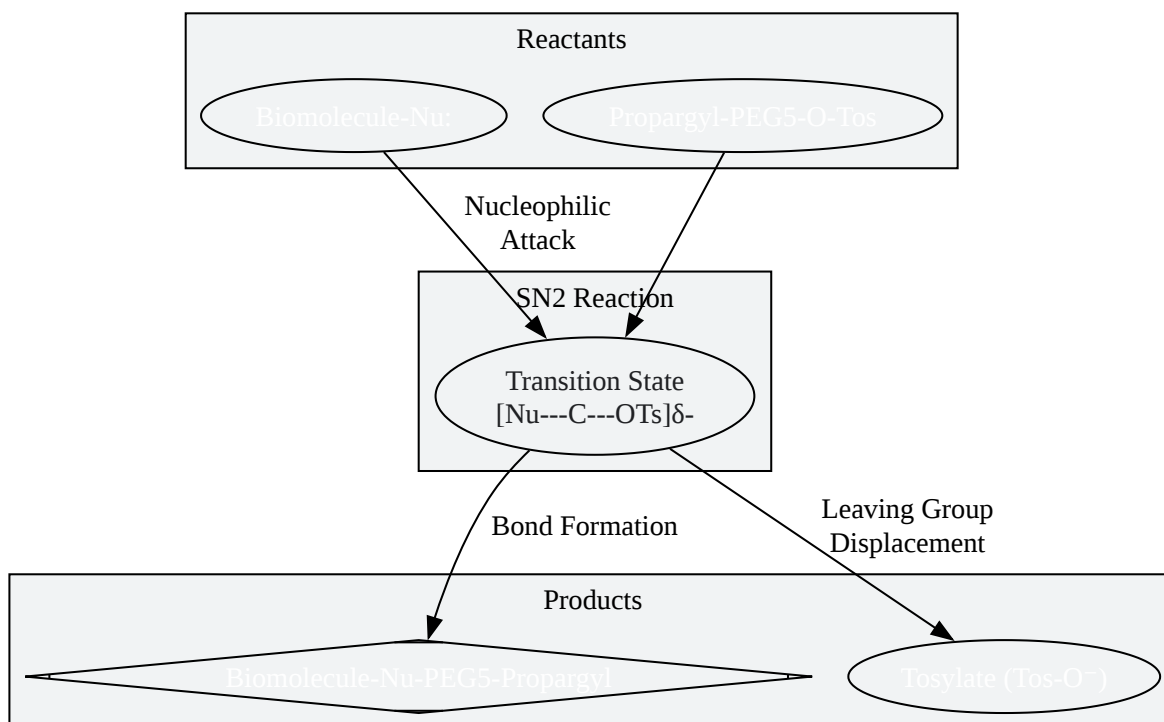 Reactants
Biomolecule-Nu:
Propargyl-PEG5-O-Tos
Nucleophilic
Attack
SN2 Reaction
Transition State
[Nu---C---OTs]δ-
Bond Formation
Leaving Group
Displacement
Products
Biomolecule-Nu-PEG5-Propargyl
Tosylate (Tos-O⁻)